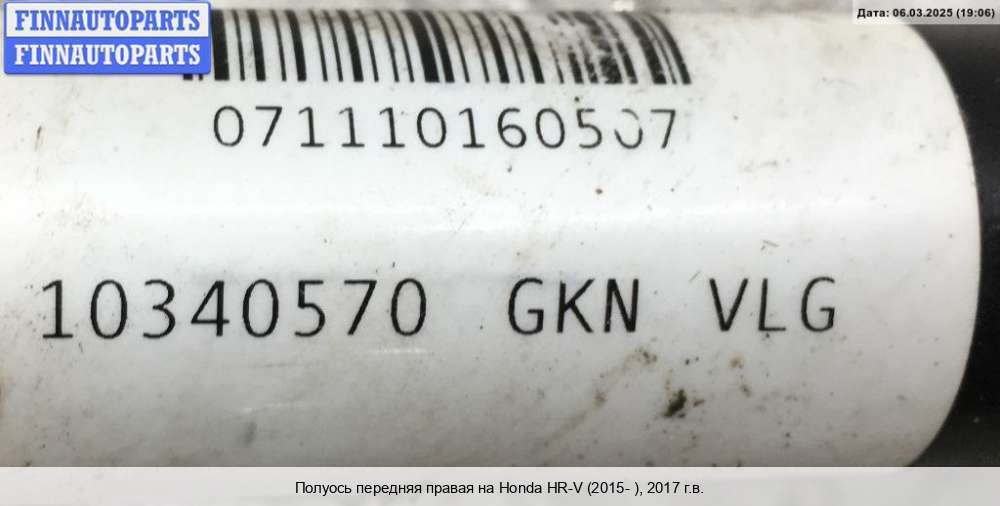 FINNAUTOPARTS
FINNAUTOPARTS
Дата: 06.03.2025 (19:06)
071110160507
10340570 GKN VLG
Полуось передняя правая на Honda HR-V (2015- ), 2017 г.в.